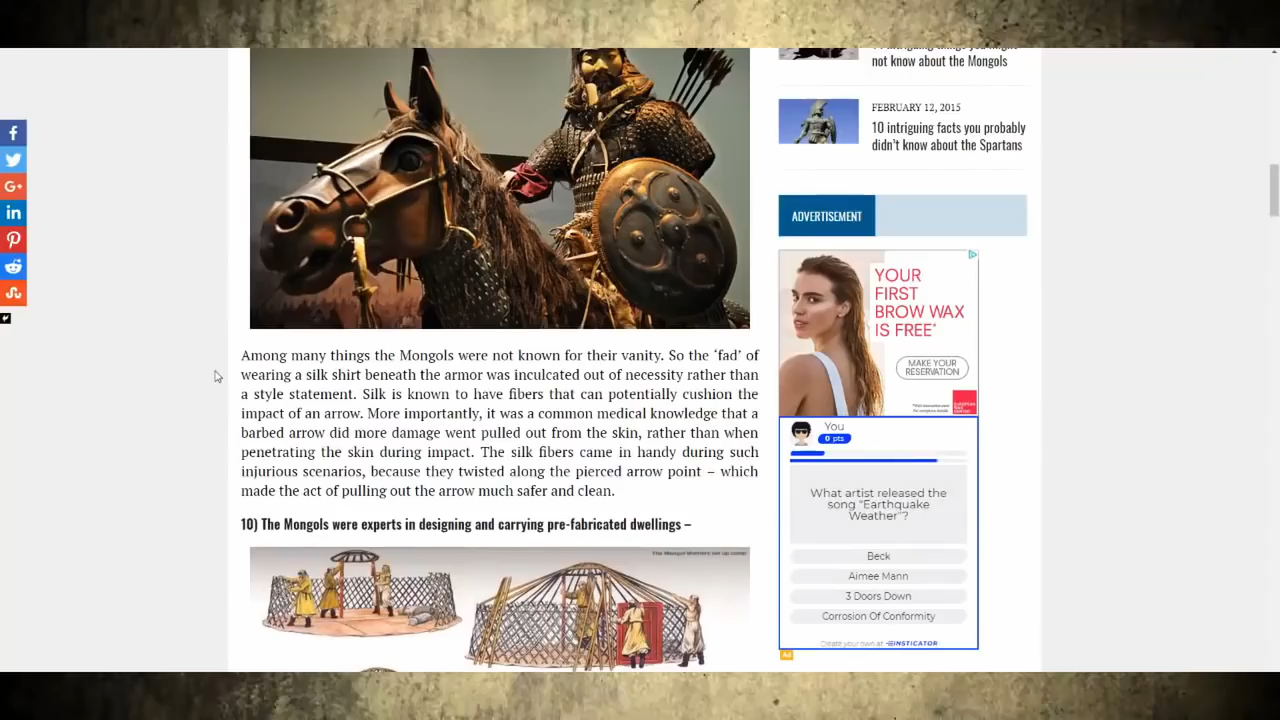 not know about the Mongols
FEBRUARY 12, 2015
10 intriguing facts you probably
didn't know about the Spartans
ADVERTISEMENT
YOUR
FIRST
BROW WAX
IS FREE*
MAKE YOUR
RESERVATION
Among many things the Mongols were not known for their vanity. So the ‘fad’ of
wearing a silk shirt beneath the armor was inculcated out of necessity rather than
a style statement. Silk is known to have fibers that can potentially cushion the
impact of an arrow. More importantly, it was a common medical knowledge that a
barbed arrow did more damage went pulled out from the skin, rather than when
penetrating the skin during impact. The silk fibers came in handy during such
injurious scenarios, because they twisted along the pierced arrow point – which
made the act of pulling out the arrow much safer and clean.
10) The Mongols were experts in designing and carrying pre-fabricated dwellings –
You
0 pts
What artist released the
song "Earthquake
Weather"?
Beck
Aimee Mann
3 Doors Down
Corrosion Of Conformity
Create your own at INSTICATOR
Ad